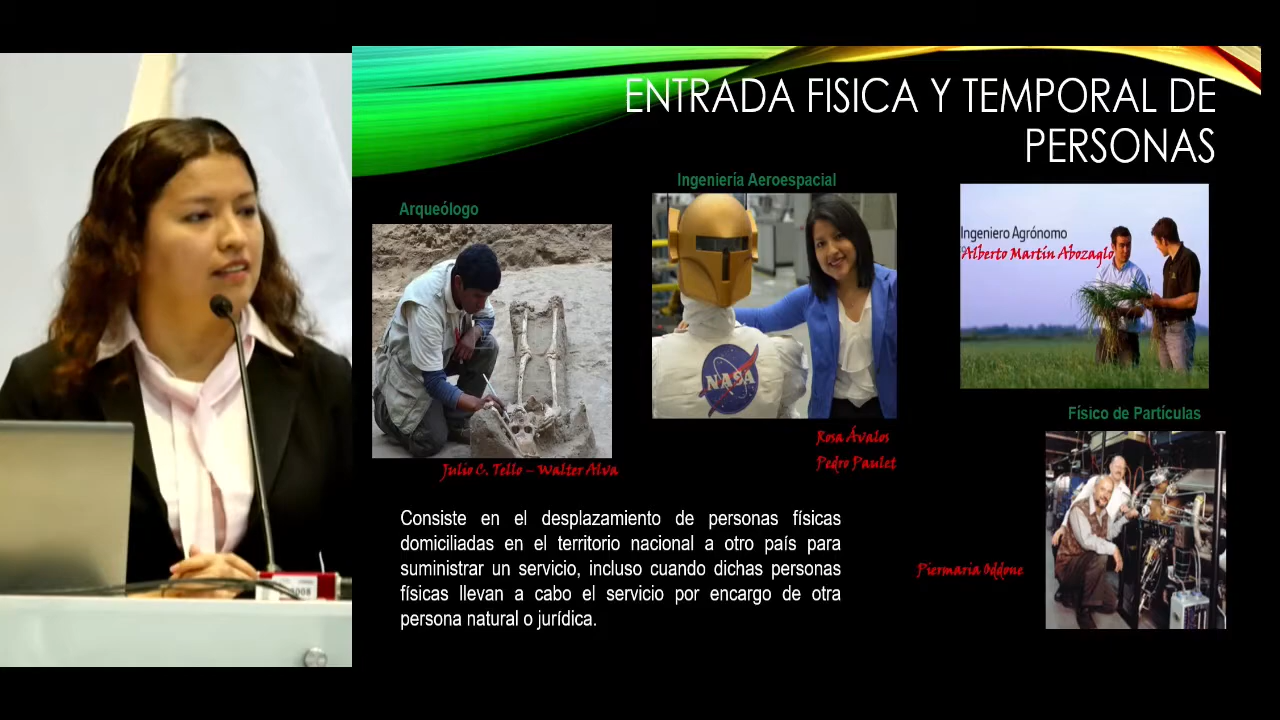 ENTRADA FISICA Y TEMPORAL DE
PERSONAS
Arqueólogo
Ingeniería Aeroespacial
NASA
Ingeniero Agrónomo
Alberto Martín Abozaglo
Julio C. Tello – Walter Alva
Rosa Ávalos
Pedro Paulet
Físico de Partículas
Piermaria Oddone
Consiste en el desplazamiento de personas físicas
domiciliadas en el territorio nacional a otro país para
suministrar un servicio, incluso cuando dichas personas
físicas llevan a cabo el servicio por encargo de otra
persona natural o jurídica.